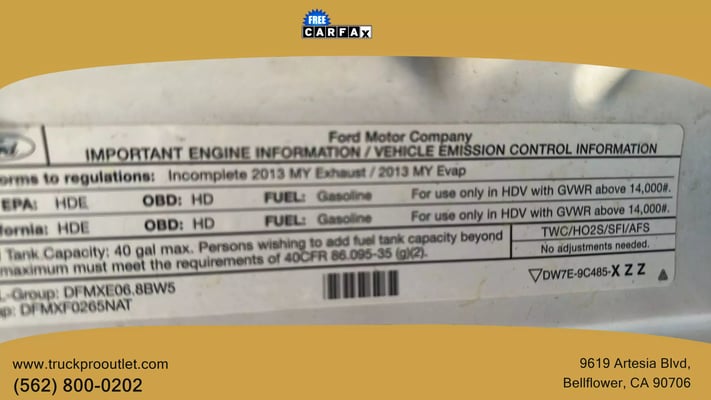 FREE
CARFAX
Ford Motor Company
IMPORTANT ENGINE INFORMATION / VEHICLE EMISSION CONTROL INFORMATION
orms to regulations: Incomplete 2013 MY Exhaust / 2013 MY Evap
EPA: HDE OBD: HD FUEL: Gasoline For use only in HDV with GVWR above 14,000#.
fornia: HDE OBD: HD FUEL: Gasoline For use only in HDV with GVWR above 14,000#.
Tank Capacity: 40 gal max. Persons wishing to add fuel tank capacity beyond
maximum must meet the requirements of 40CFR 86.095-35 (g)(2).
TWC/HO2S/SFI/AFS
No adjustments needed.
L-Group: DFMXE06.8BW5
p: DFMXF0265NAT
DW7E-9C485-XZZ
www.truckprooutlet.com
(562) 800-0202
9619 Artesia Blvd,
Bellflower, CA 90706